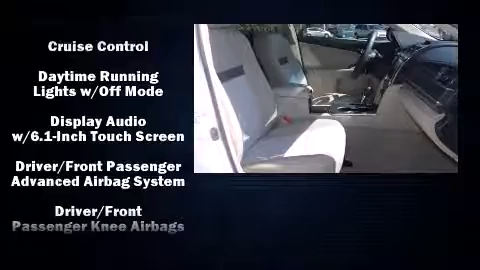 Cruise Control
Daytime Running
Lights w/Off Mode
Display Audio
w/6.1-Inch Touch Screen
Driver/Front Passenger
Advanced Airbag System
Driver/Front
Passenger Knee Airbags